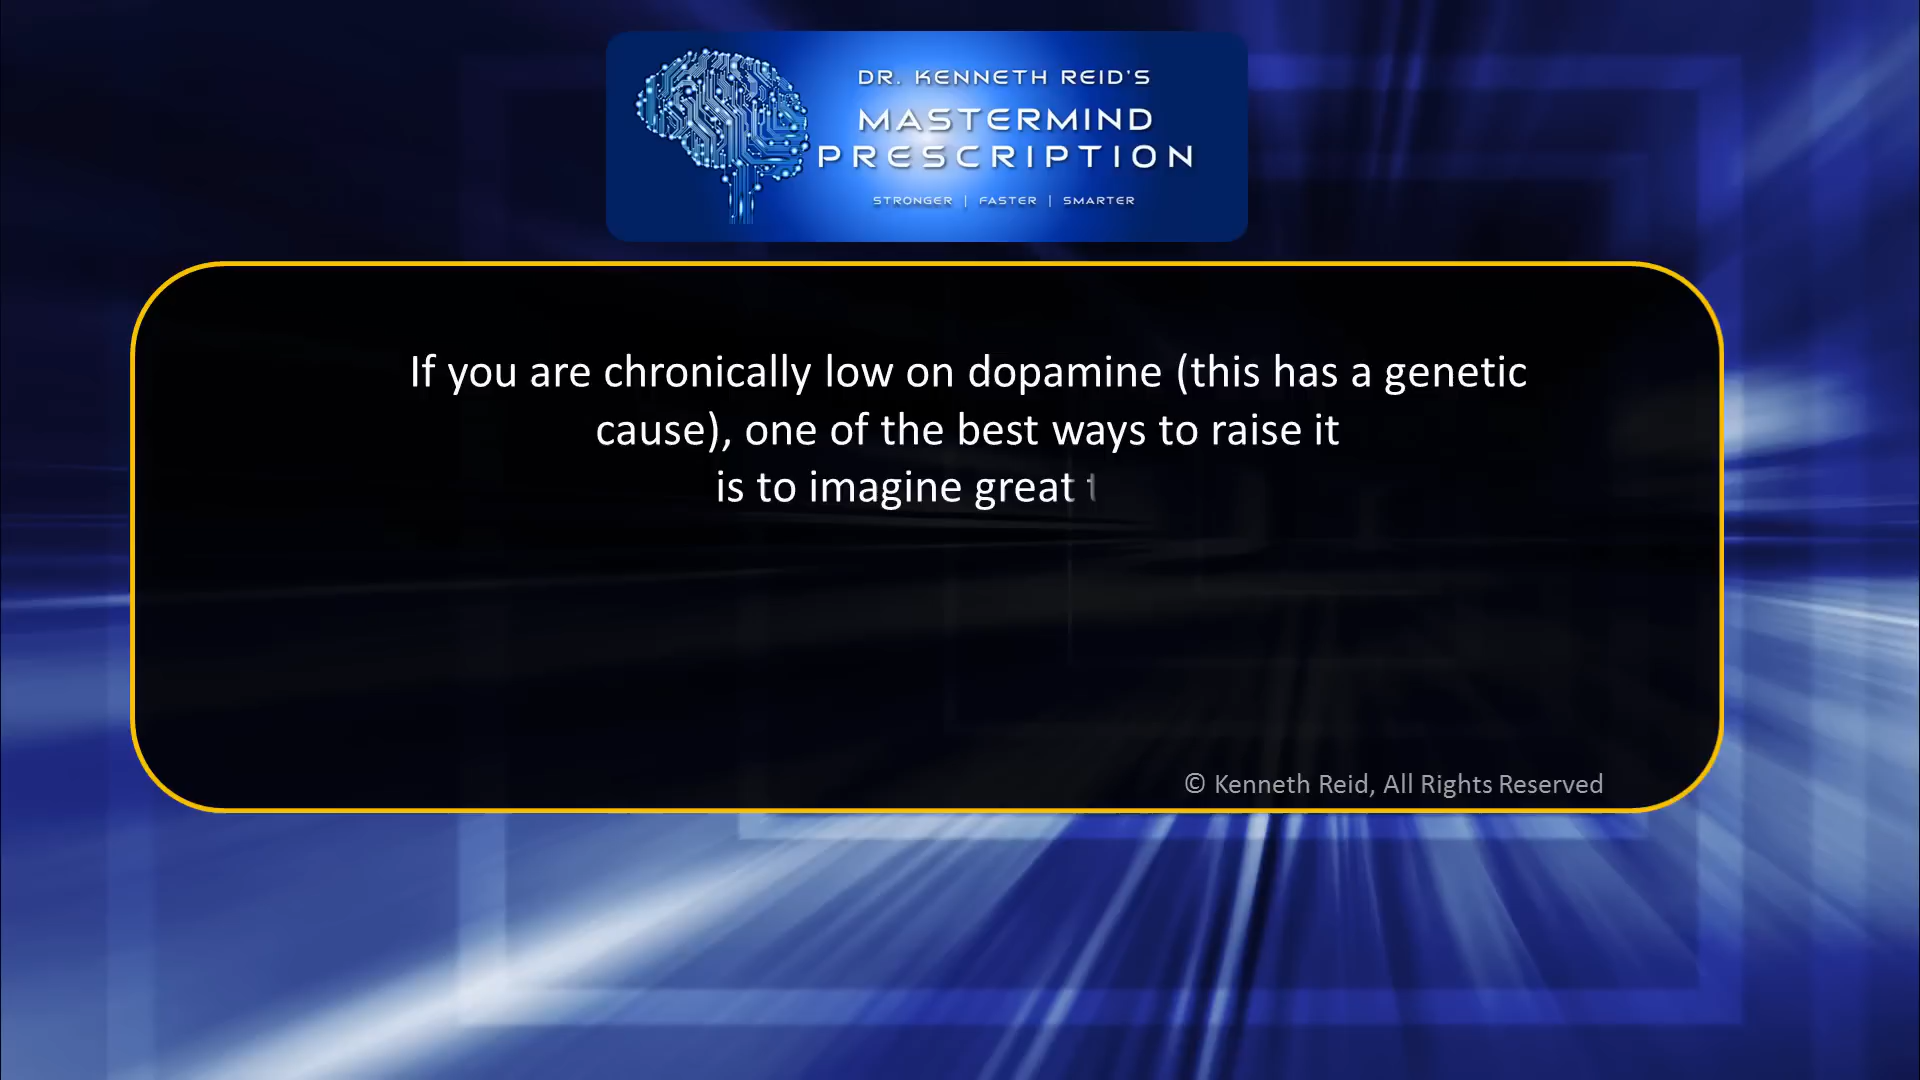 DR. KENNETH REID'S
MASTERMIND
PRESCRIPTION
STRONGER | FASTER | SMARTER
If you are chronically low on dopamine (this has a genetic
cause), one of the best ways to raise it
is to imagine great t
© Kenneth Reid, All Rights Reserved